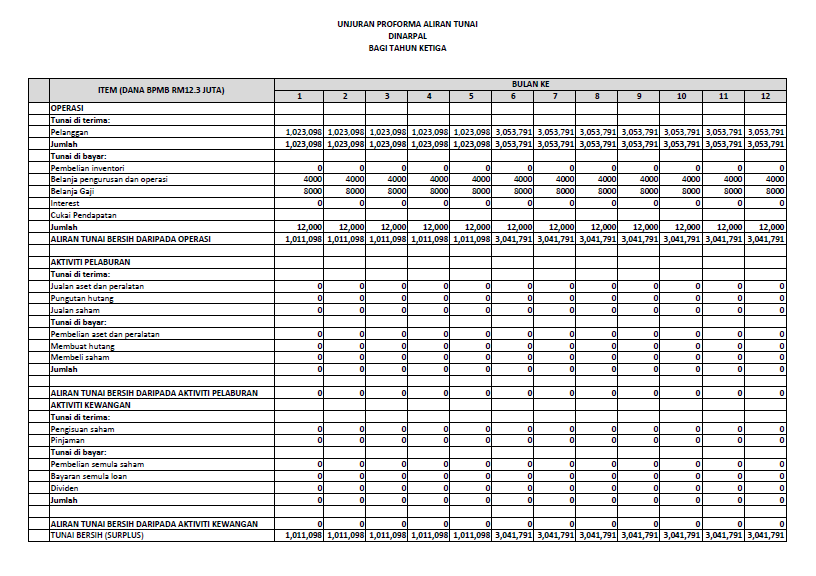 UNJURAN PROFORMA ALIRAN TUNAI
DINARPAL
BAGI TAHUN KETIGA
ITEM (DANA BPMB RM12.3 JUTA) BULAN KE
1 2 3 4 5 6 7 8 9 10 11 12
OPERASI
Tunai di terima:
Pelanggan 1,023,098 1,023,098 1,023,098 1,023,098 1,023,098 3,053,791 3,053,791 3,053,791 3,053,791 3,053,791 3,053,791 3,053,791
Jumlah 1,023,098 1,023,098 1,023,098 1,023,098 1,023,098 3,053,791 3,053,791 3,053,791 3,053,791 3,053,791 3,053,791 3,053,791
Tunai di bayar:
Pembelian inventori 0 0 0 0 0 0 0 0 0 0 0 0
Belanja pengurusan dan operasi 4000 4000 4000 4000 4000 4000 4000 4000 4000 4000 4000 4000
Belanja Gaji 8000 8000 8000 8000 8000 8000 8000 8000 8000 8000 8000 8000
Interest 0 0 0 0 0 0 0 0 0 0 0 0
Cukai Pendapatan
Jumlah 12,000 12,000 12,000 12,000 12,000 12,000 12,000 12,000 12,000 12,000 12,000 12,000
ALIRAN TUNAI BERSIH DARIPADA OPERASI 1,011,098 1,011,098 1,011,098 1,011,098 1,011,098 3,041,791 3,041,791 3,041,791 3,041,791 3,041,791 3,041,791 3,041,791
AKTIVITI PELABURAN
Tunai di terima:
Jualan aset dan peralatan 0 0 0 0 0 0 0 0 0 0 0 0
Pungutan hutang 0 0 0 0 0 0 0 0 0 0 0 0
Jualan saham 0 0 0 0 0 0 0 0 0 0 0 0
Tunai di bayar:
Pembelian aset dan peralatan 0 0 0 0 0 0 0 0 0 0 0 0
Membuat hutang 0 0 0 0 0 0 0 0 0 0 0 0
Membeli saham 0 0 0 0 0 0 0 0 0 0 0 0
Jumlah 0 0 0 0 0 0 0 0 0 0 0 0
ALIRAN TUNAI BERSIH DARIPADA AKTIVITI PELABURAN 0 0 0 0 0 0 0 0 0 0 0 0
AKTIVITI KEWANGAN
Tunai di terima:
Pengisuan saham 0 0 0 0 0 0 0 0 0 0 0 0
Pinjaman 0 0 0 0 0 0 0 0 0 0 0 0
Tunai di bayar:
Pembelian semula saham 0 0 0 0 0 0 0 0 0 0 0 0
Bayaran semula loan 0 0 0 0 0 0 0 0 0 0 0 0
Dividen 0 0 0 0 0 0 0 0 0 0 0 0
Jumlah 0 0 0 0 0 0 0 0 0 0 0 0
ALIRAN TUNAI BERSIH DARIPADA AKTIVITI KEWANGAN 0 0 0 0 0 0 0 0 0 0 0 0
TUNAI BERSIH (SURPLUS) 1,011,098 1,011,098 1,011,098 1,011,098 1,011,098 3,041,791 3,041,791 3,041,791 3,041,791 3,041,791 3,041,791 3,041,791